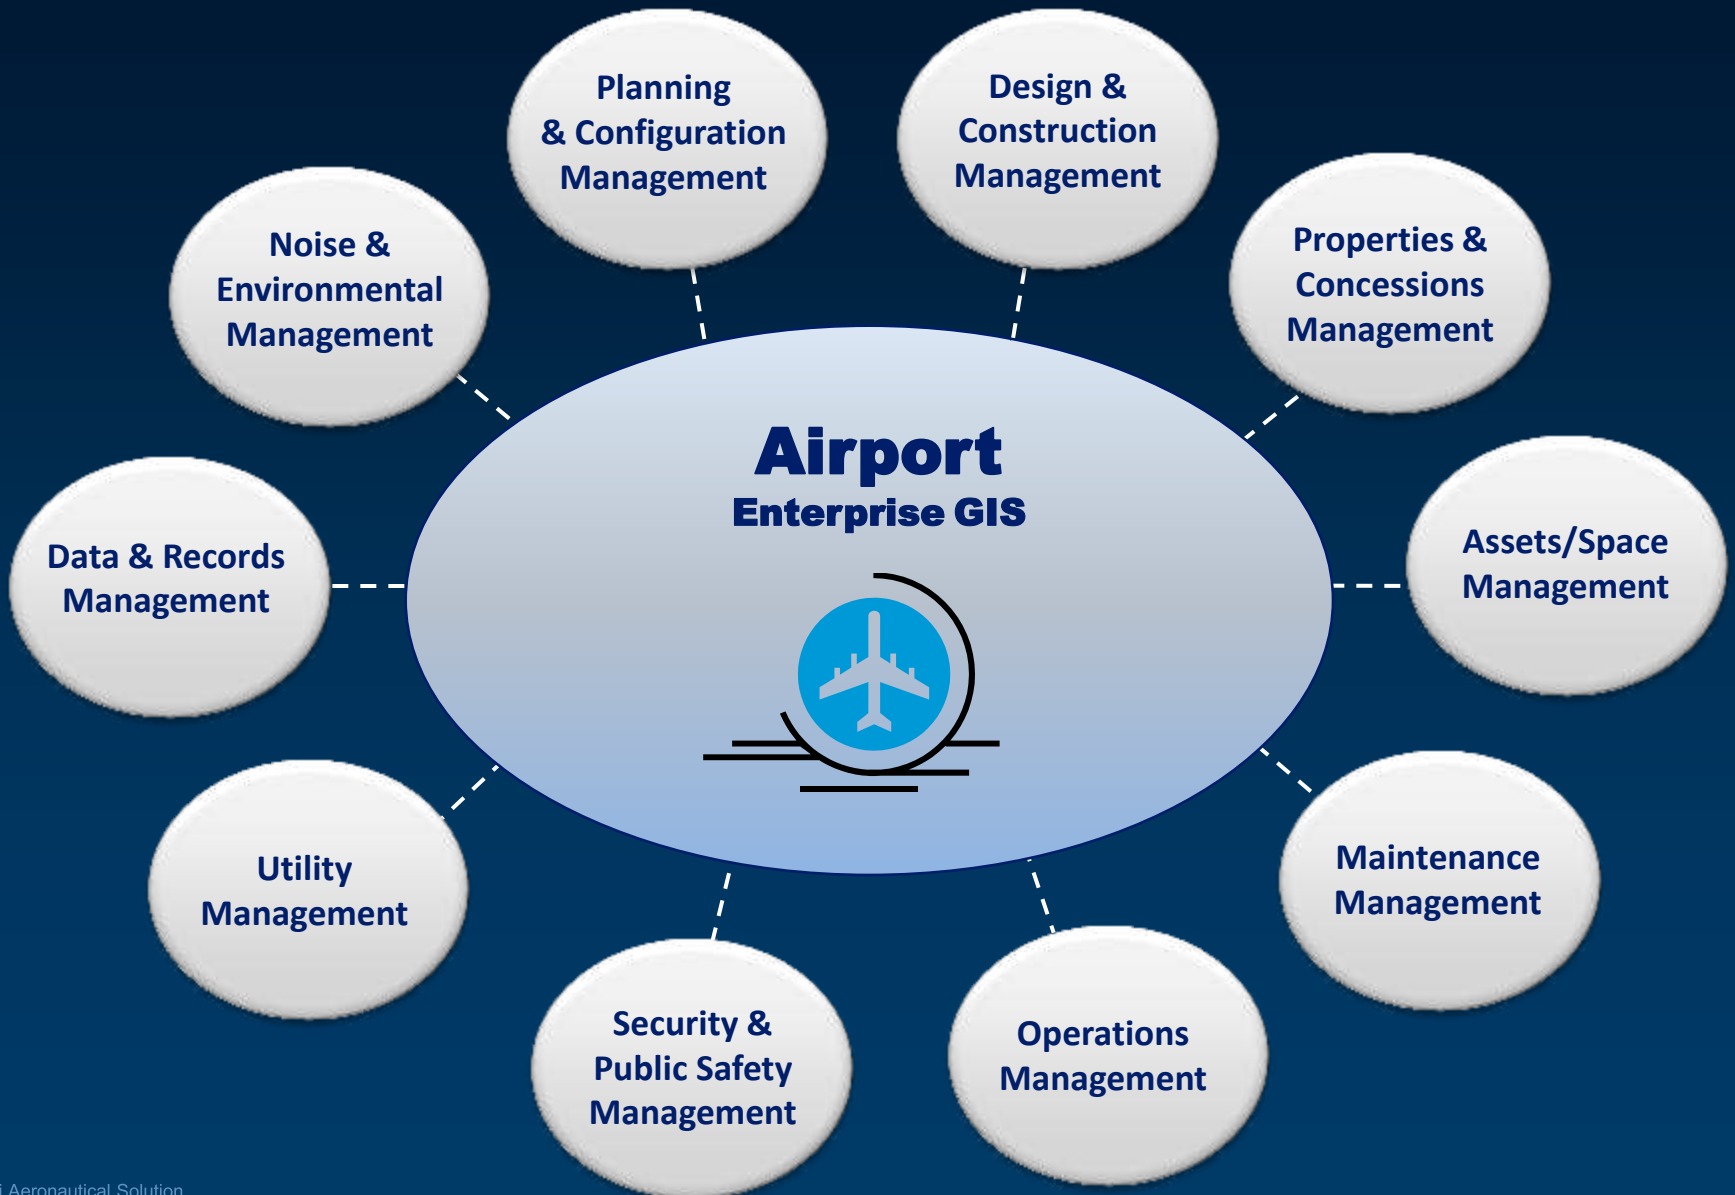 Planning
& Configuration
Management
Design &
Construction
Management
Noise &
Environmental
Management
Properties &
Concessions
Management
Airport
Enterprise GIS
Data & Records
Management
Assets/Space
Management
Utility
Management
Maintenance
Management
Security &
Public Safety
Management
Operations
Management
Aeronautical Solution